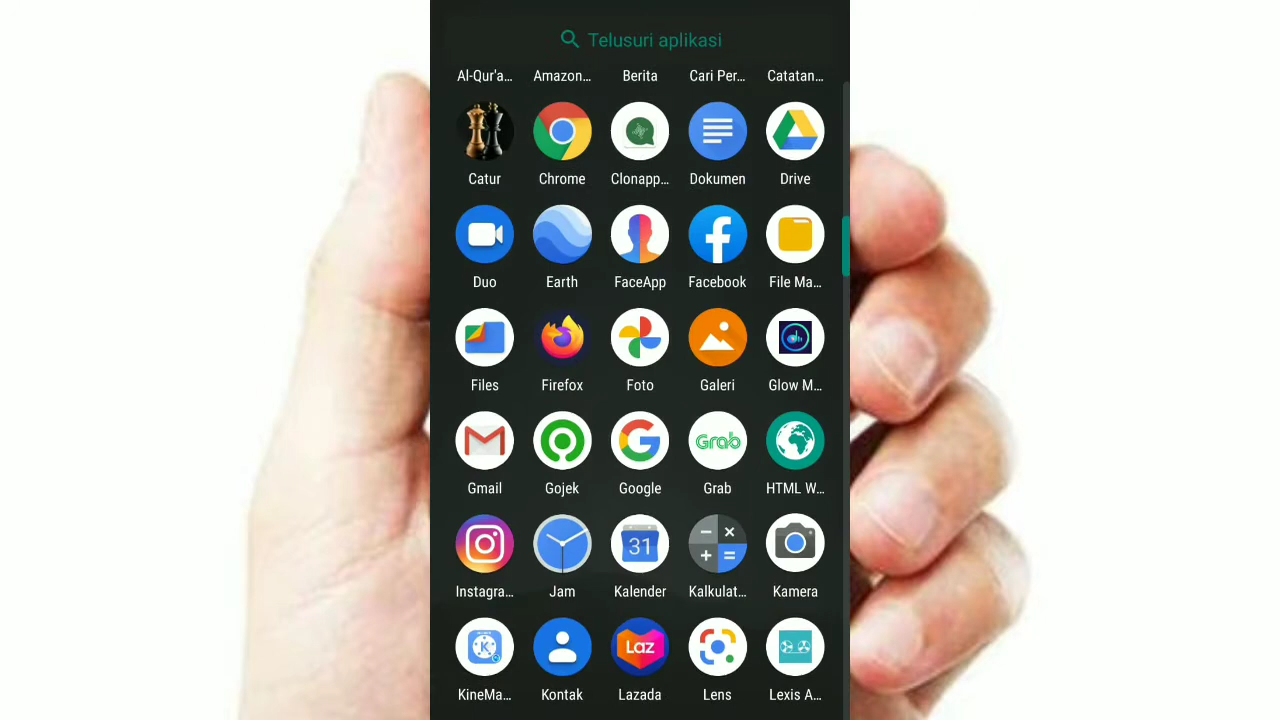 Telusuri aplikasi
Al-Qur'a... Amazon... Berita Cari Per... Catatan...
Catur Chrome Clonapp... Dokumen Drive
Duo Earth FaceApp Facebook File Ma...
Files Firefox Foto Galeri Glow M...
Grab
Gmail Gojek Google Grab HTML W...
31
Instagra... Jam Kalender Kalkulat... Kamera
K Laz
KineMa... Kontak Lazada Lens Lexis A...